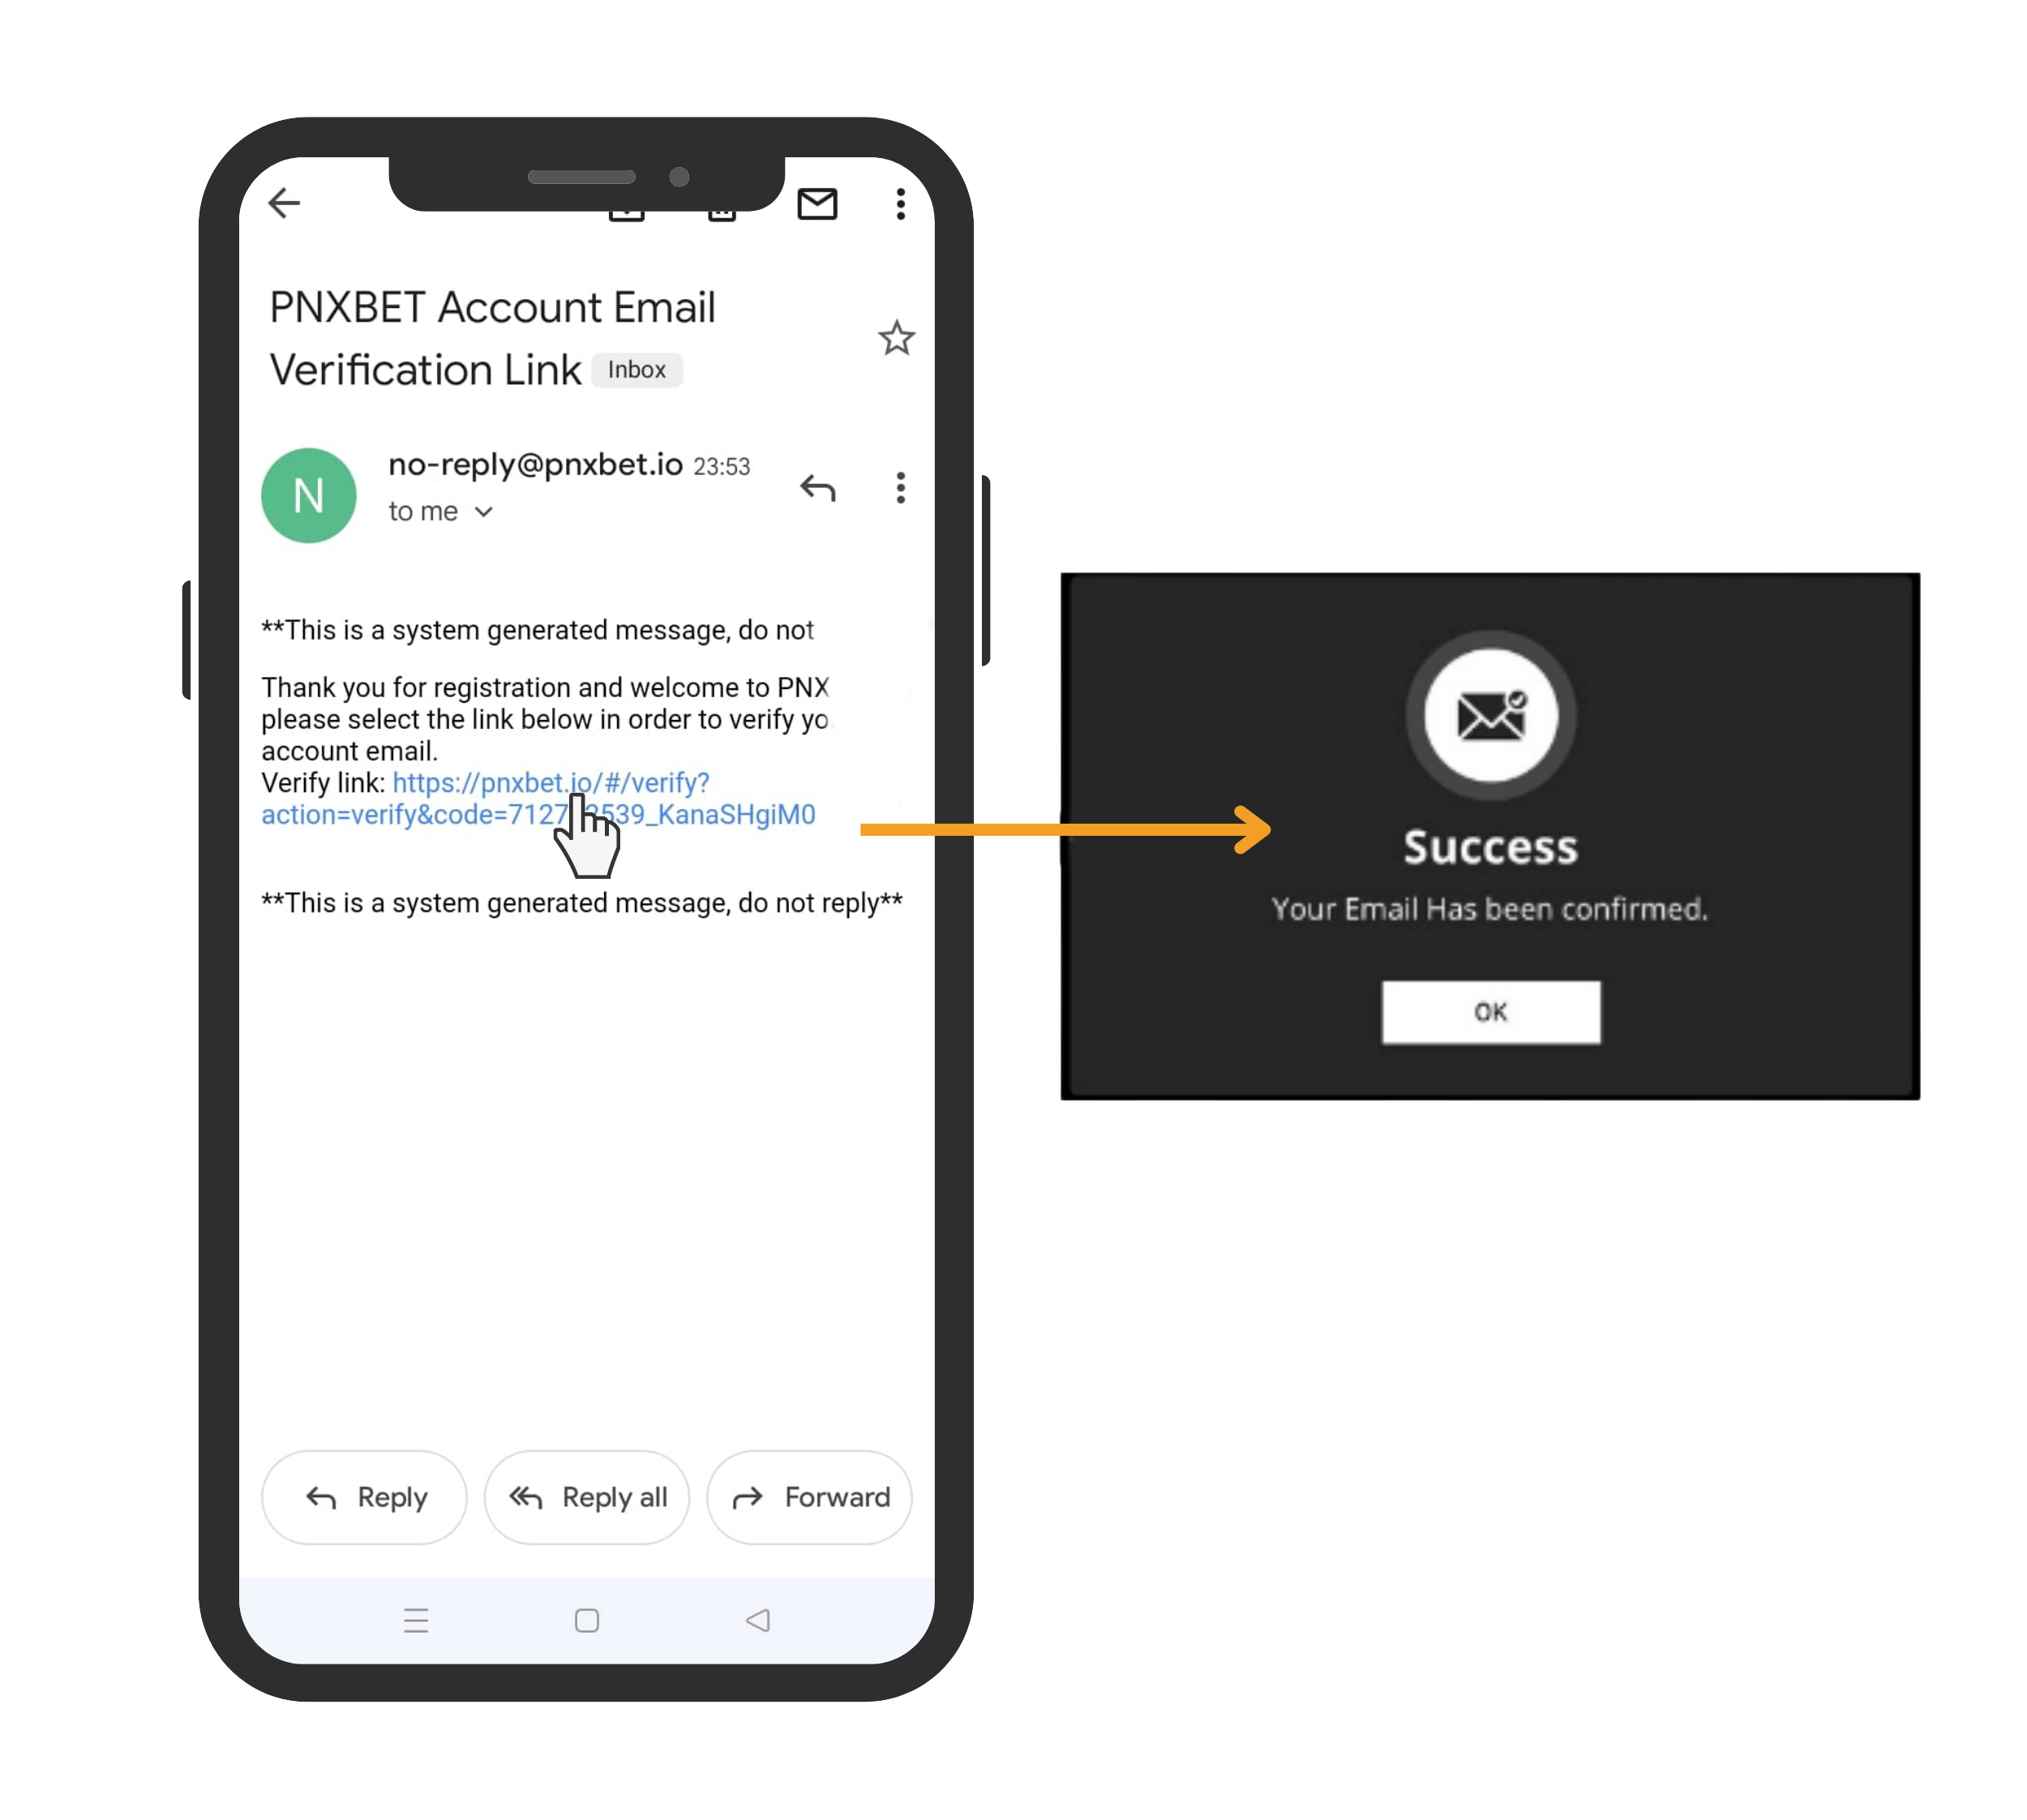 PNXBET Account Email
Verification Link Inbox
N
no-reply@pnxbet.io 23:53
to me
**This is a system generated message, do not
Thank you for registration and welcome to PNX
please select the link below in order to verify yo
account email.
Verify link: https://pnxbet.io/#/verify?
action=verify&code=7127 539_KanaSHgiM0
**This is a system generated message, do not reply**
Reply
Reply all
Forward
Success
Your Email Has been confirmed.
OK